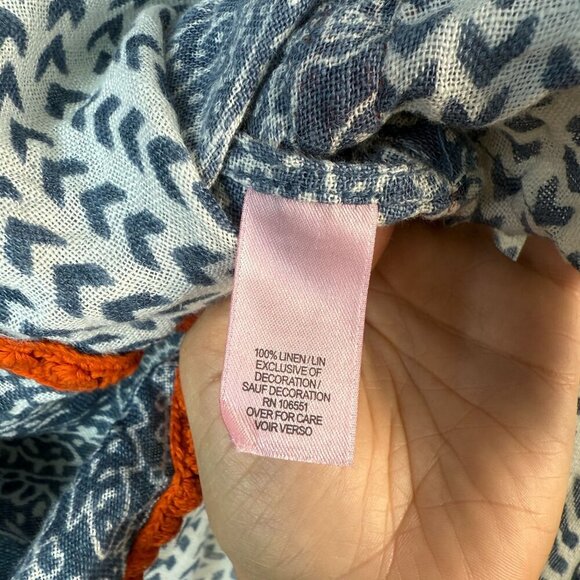 100% LINEN/LIN
EXCLUSIVE OF
DECORATION/
SAUF DECORATION
RN 106551
OVER FOR CARE
VOIR VERSO